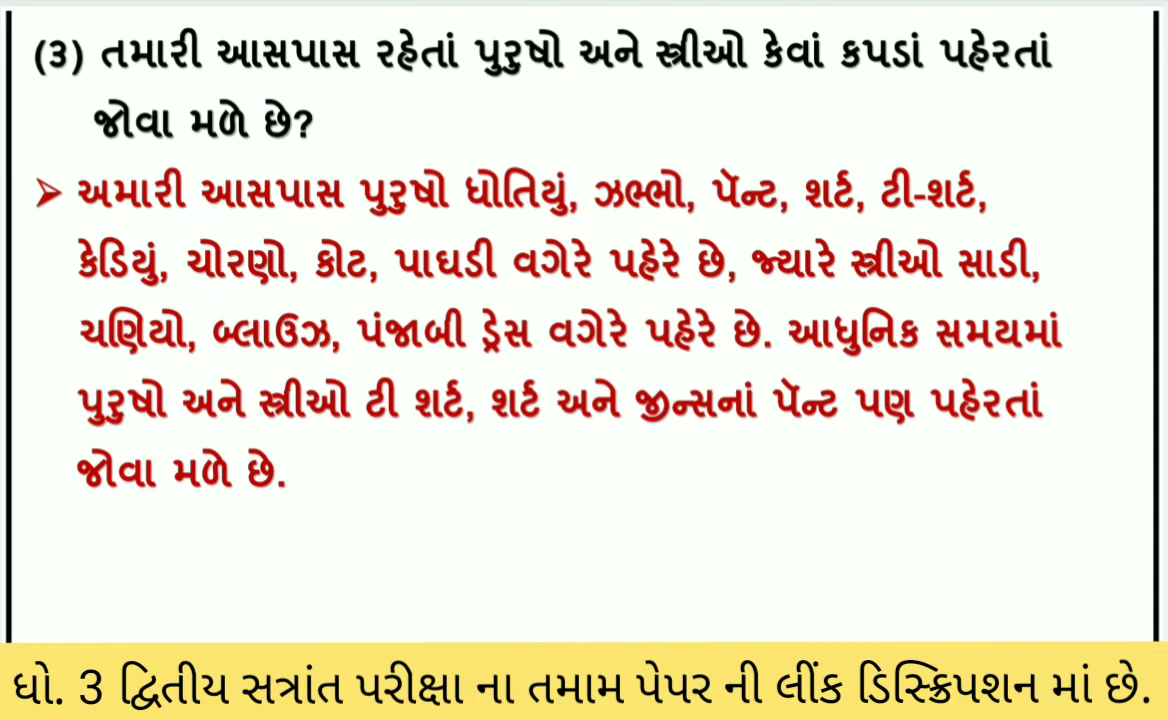 (૩) તમારી આસપાસ રહેતાં પુરુષો અને સ્ત્રીઓ કેવાં કપડાં પહેરતાં
જોવા મળે છે?
➢ અમારી આસપાસ પુરુષો ધોતિયું, ઝભ્ભો, પૅન્ટ, શર્ટ, ટી-શર્ટ,
કેડિયું, ચોરણો, કોટ, પાઘડી વગેરે પહેરે છે, જ્યારે સ્ત્રીઓ સાડી,
ચણિયો, બ્લાઉઝ, પંજાબી ડ્રેસ વગેરે પહેરે છે. આધુનિક સમયમાં
પુરુષો અને સ્ત્રીઓ ટી શર્ટ, શર્ટ અને જીન્સનાં પૅન્ટ પણ પહેરતાં
જોવા મળે છે.
ધો. 3 દ્વિતીય સત્રાંત પરીક્ષા ના તમામ પેપર ની લીંક ડિસ્ક્રિપશન માં છે.